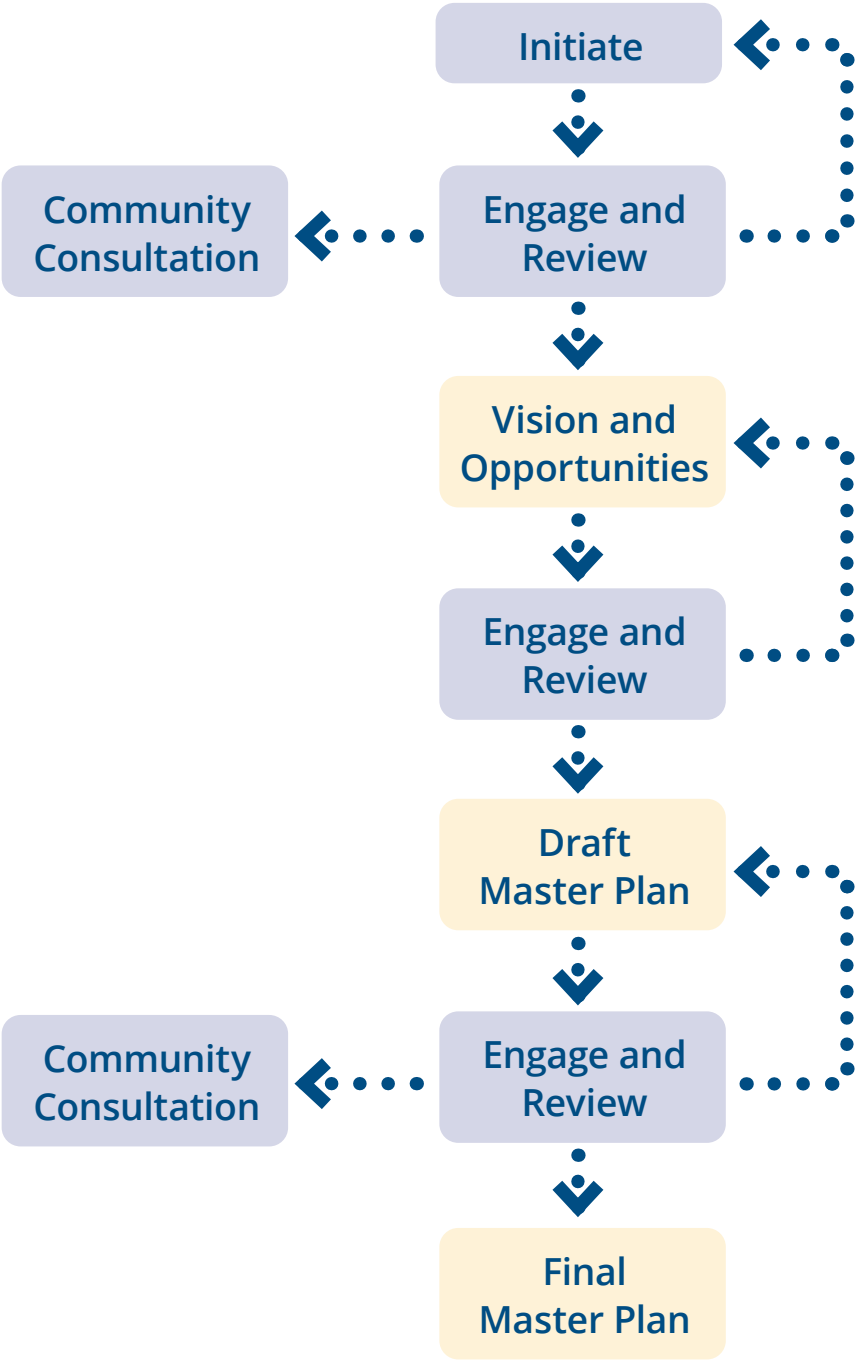 Initiate
Community
Consultation
Engage and
Review
Vision and
Opportunities
Engage and
Review
Draft
Master Plan
Community
Consultation
Engage and
Review
Final
Master Plan